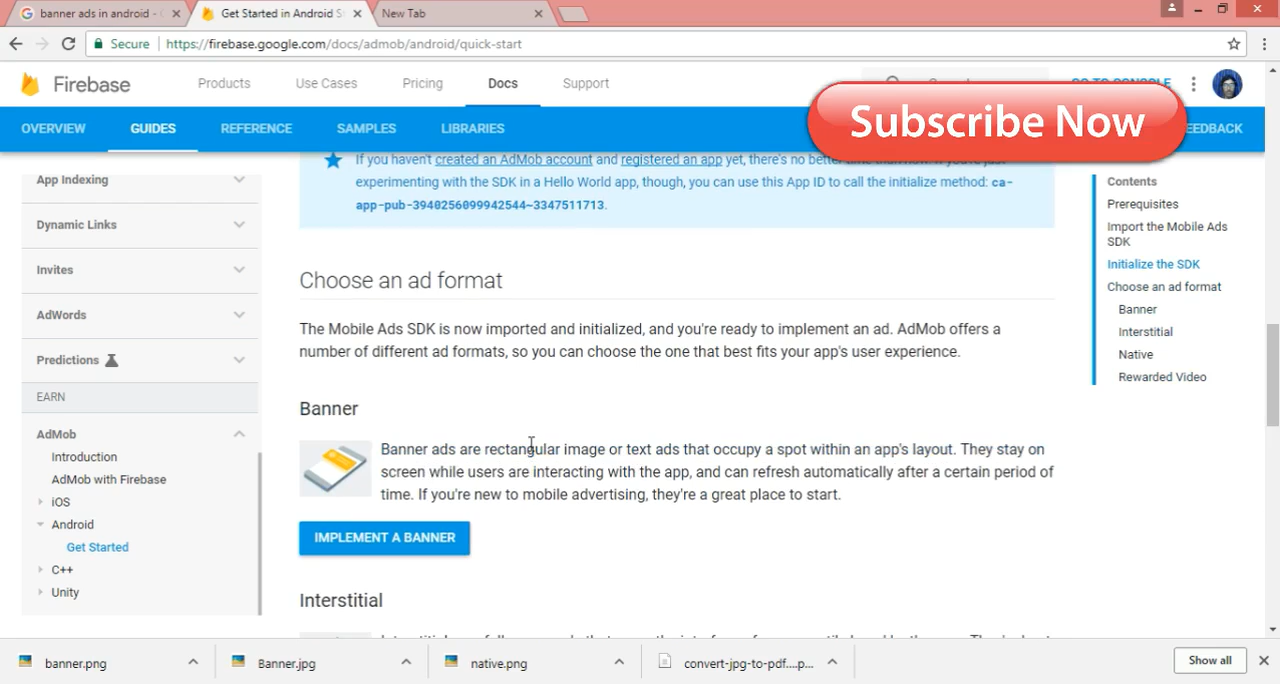 banner ads in android -
Get Started in Android S
New Tab
Secure
https://firebase.google.com/docs/admob/android/quick-start
Firebase
Products
Use Cases
Pricing
Docs
Support
GO TO CONSOLE
Subscribe Now
OVERVIEW
GUIDES
REFERENCE
SAMPLES
LIBRARIES
FEEDBACK
App Indexing
Dynamic Links
Invites
AdWords
Predictions
EARN
AdMob
Introduction
AdMob with Firebase
iOS
Android
Get Started
C++
Unity
If you haven't created an AdMob account and registered an app yet, there's no better time than now. If you're just
experimenting with the SDK in a Hello World app, though, you can use this App ID to call the initialize method: ca-
app-pub-3940256099942544~3347511713.
Choose an ad format
The Mobile Ads SDK is now imported and initialized, and you're ready to implement an ad. AdMob offers a
number of different ad formats, so you can choose the one that best fits your app's user experience.
Banner
Banner ads are rectangular image or text ads that occupy a spot within an app's layout. They stay on
screen while users are interacting with the app, and can refresh automatically after a certain period of
time. If you're new to mobile advertising, they're a great place to start.
IMPLEMENT A BANNER
Interstitial
Contents
Prerequisites
Import the Mobile Ads
SDK
Initialize the SDK
Choose an ad format
Banner
Interstitial
Native
Rewarded Video
banner.png
Banner.jpg
native.png
convert-jpg-to-pdf....p...
Show all